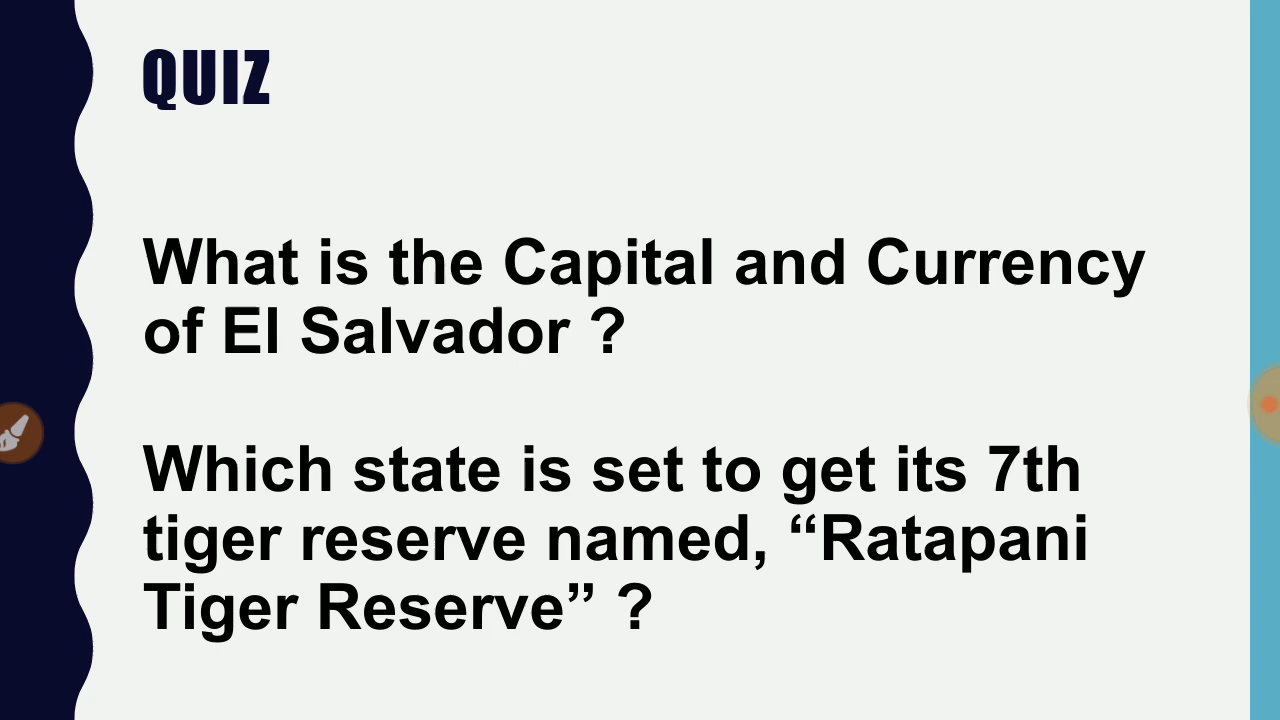 QUIZ
What is the Capital and Currency
of El Salvador ?
Which state is set to get its 7th
tiger reserve named, “Ratapani
Tiger Reserve” ?